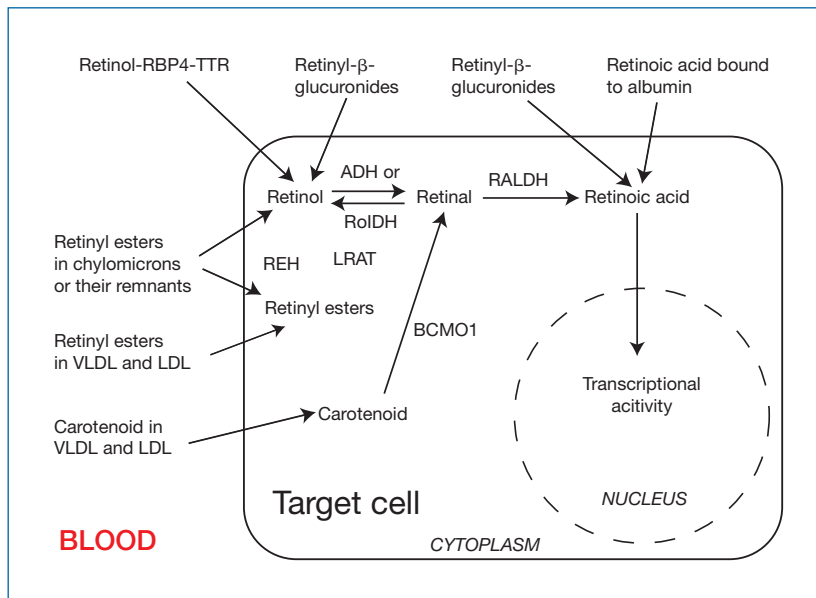 Retinol-RBP4-TTR
Retinyl-β-
glucuronides
Retinyl-β-
glucuronides
Retinoic acid bound
to albumin
ADH or
RolDH
Retinol
Retinal
RALDH
Retinoic acid
Retinyl esters
in chylomicrons
or their remnants
REH
LRAT
Retinyl esters
Retinyl esters
in VLDL and LDL
BCMO1
Carotenoid in
VLDL and LDL
Carotenoid
Transcriptional
acitivity
NUCLEUS
Target cell
CYTOPLASM
BLOOD